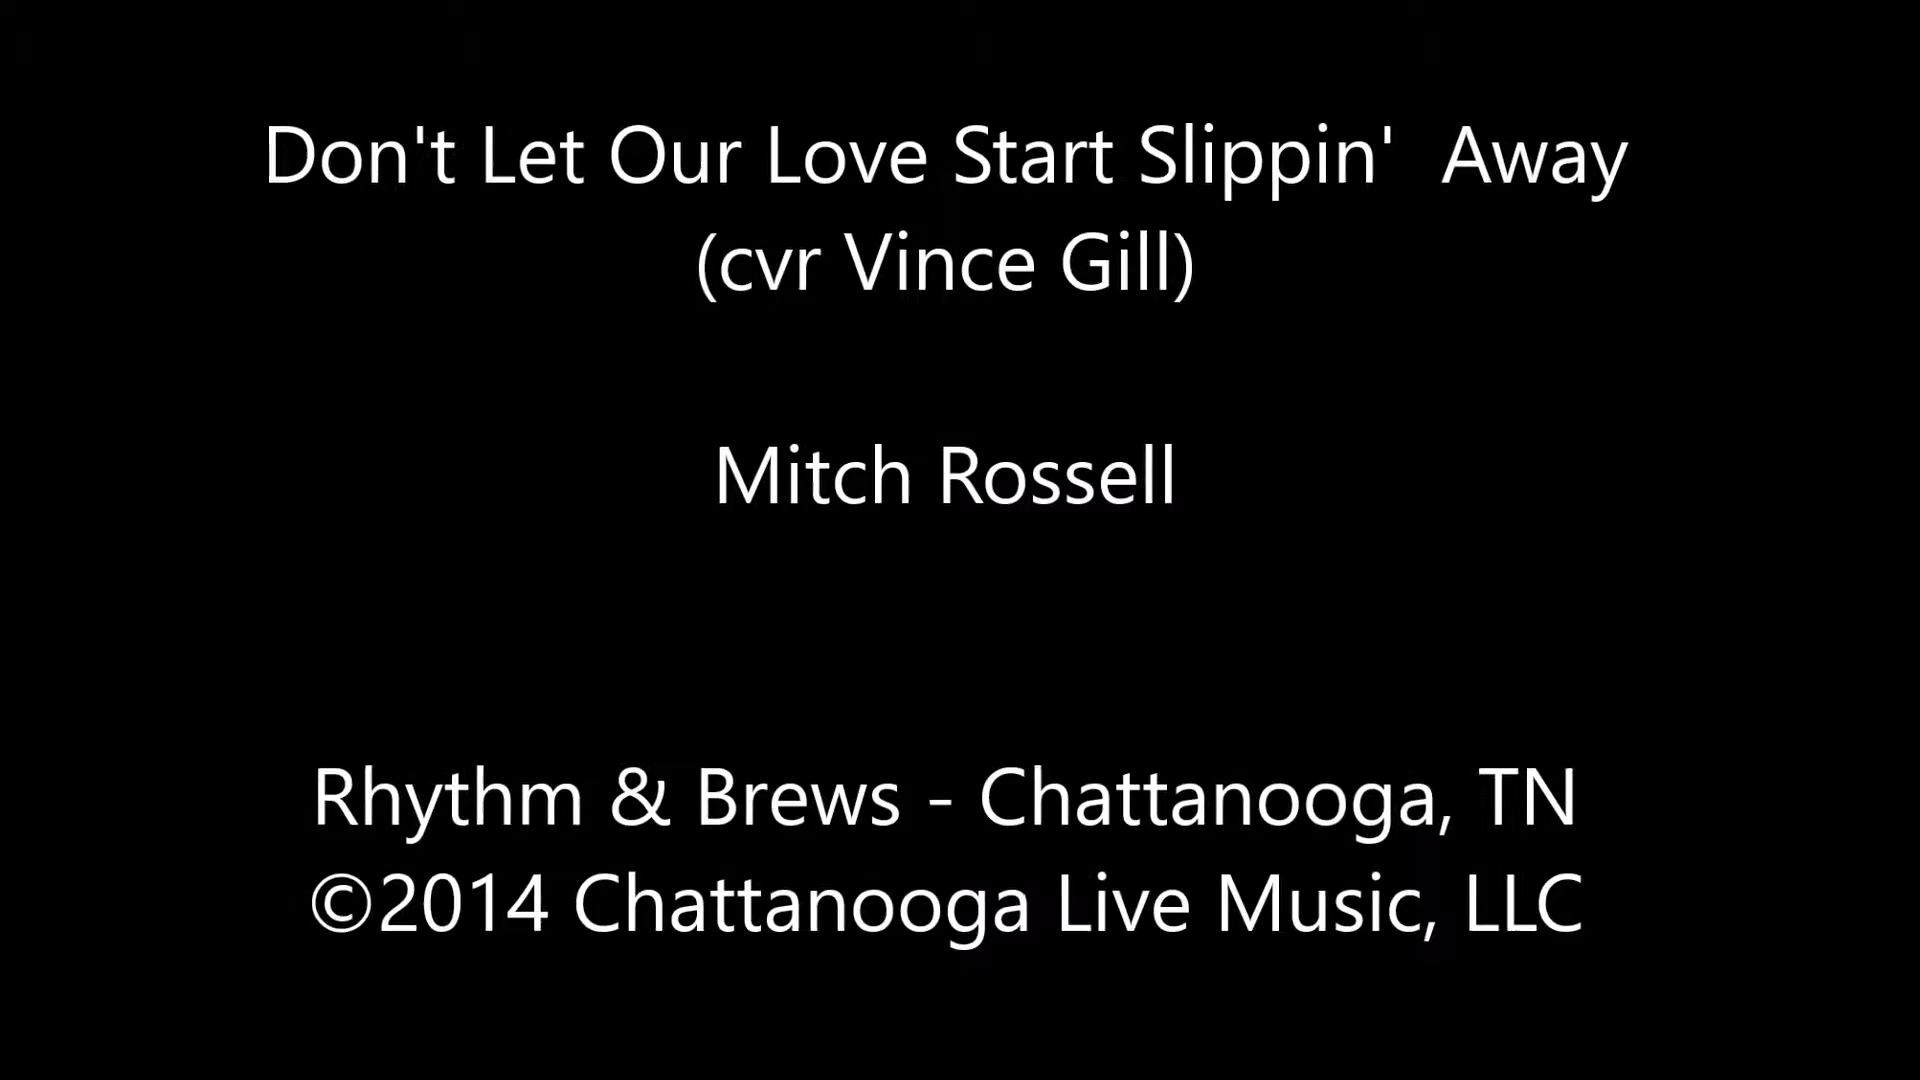 Don't Let Our Love Start Slippin'  Away
(cvr Vince Gill)
Mitch Rossell
Rhythm & Brews - Chattanooga, TN
©2014 Chattanooga Live Music, LLC